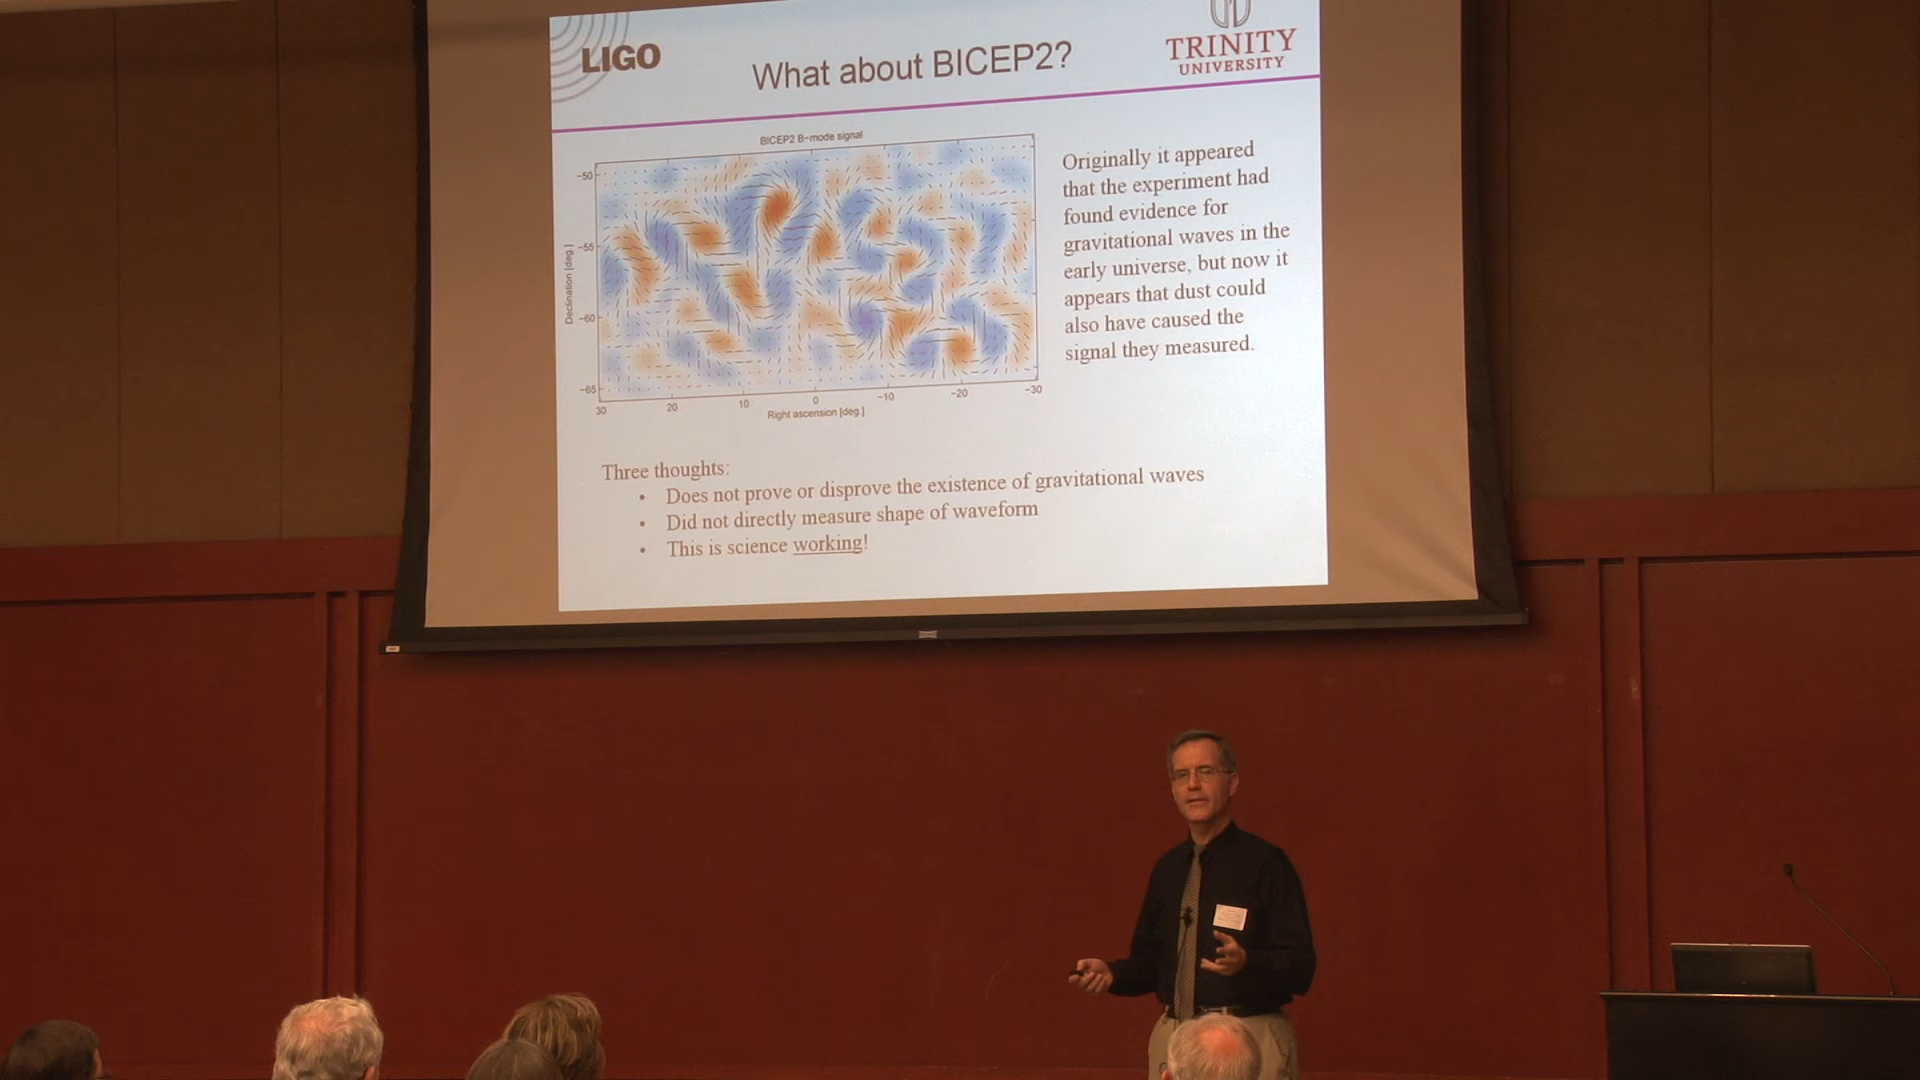 LIGO
What about BICEP2?
TRINITY
UNIVERSITY
BICEP2 B-mode signal
Declination [deg.]
-50
-55
-60
-65
30
20
10
0
-10
-20
-30
Right ascension [deg.]
Originally it appeared
that the experiment had
found evidence for
gravitational waves in the
early universe, but now it
appears that dust could
also have caused the
signal they measured.
Three thoughts:
• Does not prove or disprove the existence of gravitational waves
• Did not directly measure shape of waveform
• This is science working!